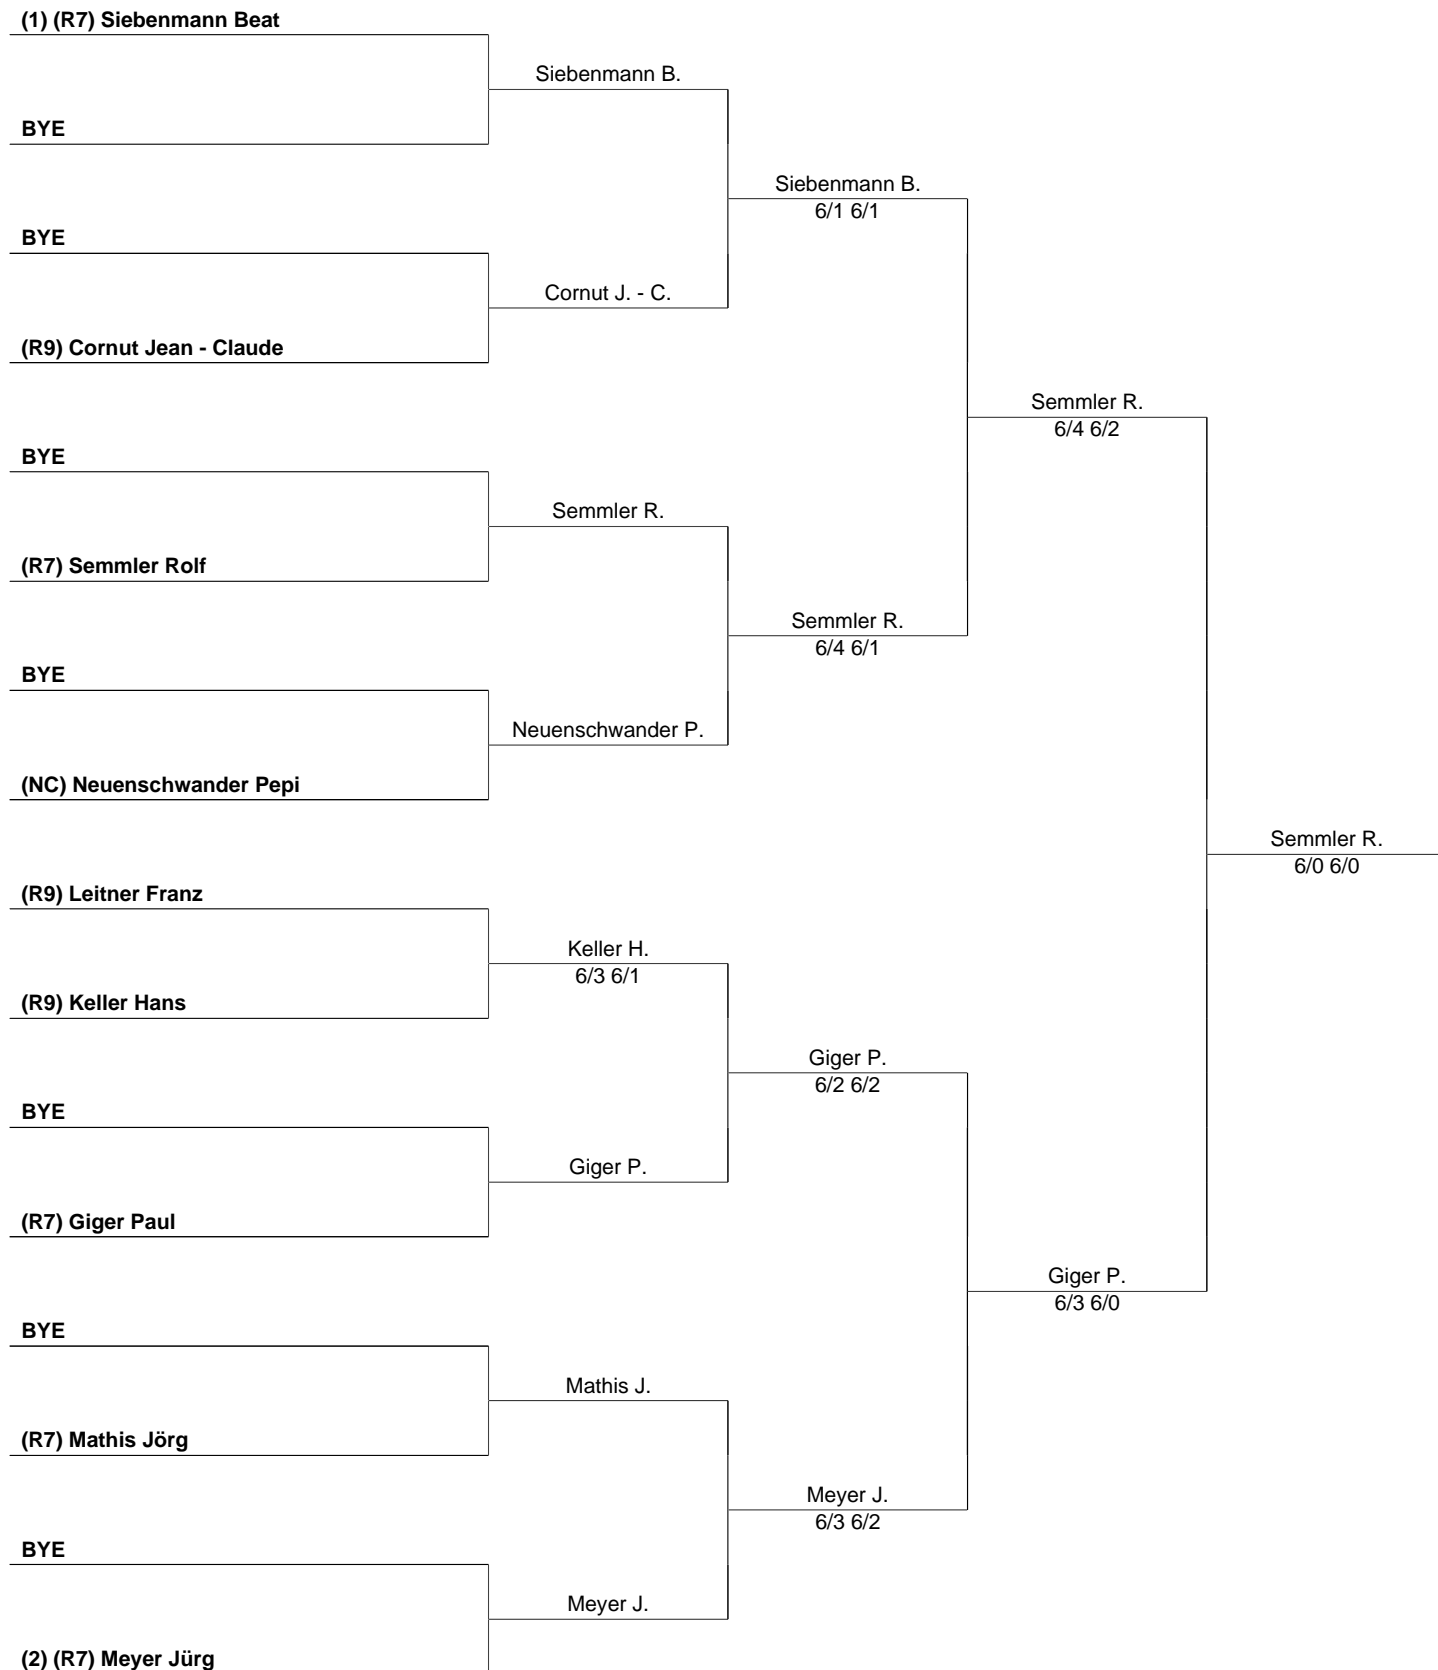 (1) (R7) Siebenmann Beat
Siebenmann B.
BYE
Siebenmann B.
6/1 6/1
BYE
Cornut J. - C.
(R9) Cornut Jean - Claude
Semmler R.
6/4 6/2
BYE
Semmler R.
(R7) Semmler Rolf
Semmler R.
6/4 6/1
BYE
Neuenschwander P.
(NC) Neuenschwander Pepi
Semmler R.
6/0 6/0
(R9) Leitner Franz
Keller H.
6/3 6/1
(R9) Keller Hans
Giger P.
6/2 6/2
BYE
Giger P.
(R7) Giger Paul
Giger P.
6/3 6/0
BYE
Mathis J.
(R7) Mathis Jörg
Meyer J.
6/3 6/2
BYE
Meyer J.
(2) (R7) Meyer Jürg